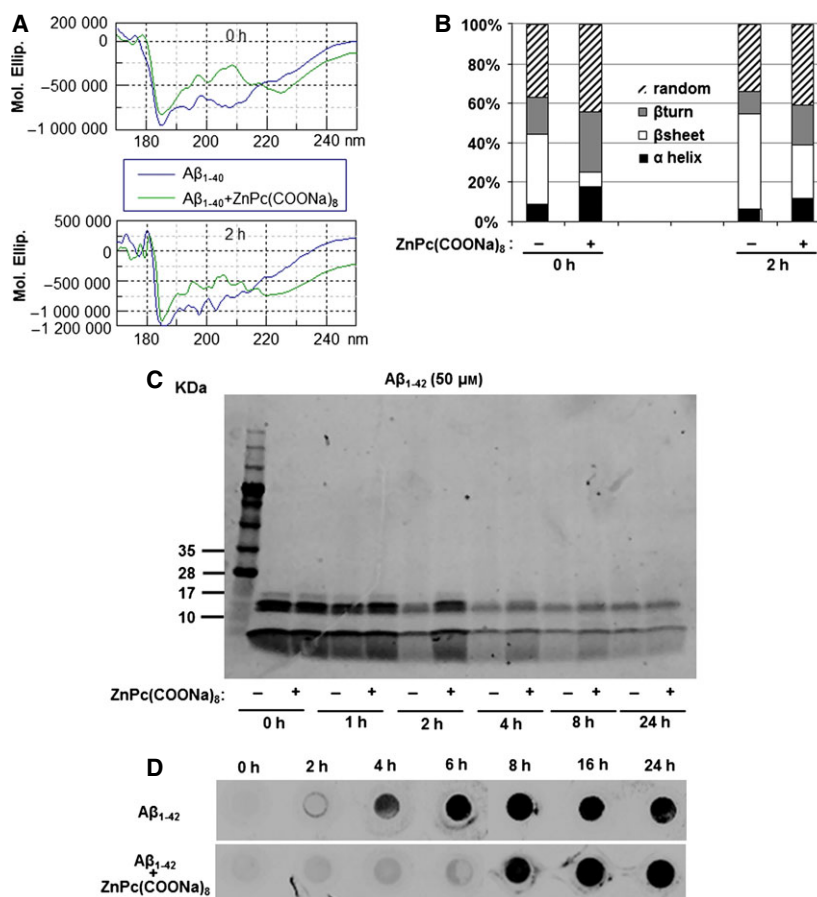 A
Mol. Ellip.
200 000
0
−500 000
−1 000 000
0 h
180 200 220 240 nm
Aβ1-40
Aβ1-40+ZnPc(COONa)8
Mol. Ellip.
500 000
0
−500 000
−1 000 000
−1 200 000
2 h
180 200 220 240 nm
B
100%
80%
60%
40%
20%
0%
random
βturn
βsheet
α helix
ZnPc(COONa)8 : – + – +
0 h 2 h
C
KDa
Aβ1-42 (50 µM)
35
28
17
10
ZnPc(COONa)8: – + – + – + – + – + – +
0 h 1 h 2 h 4 h 8 h 24 h
D
0 h 2 h 4 h 6 h 8 h 16 h 24 h
Aβ1-42
Aβ1-42
+
ZnPc(COONa)8